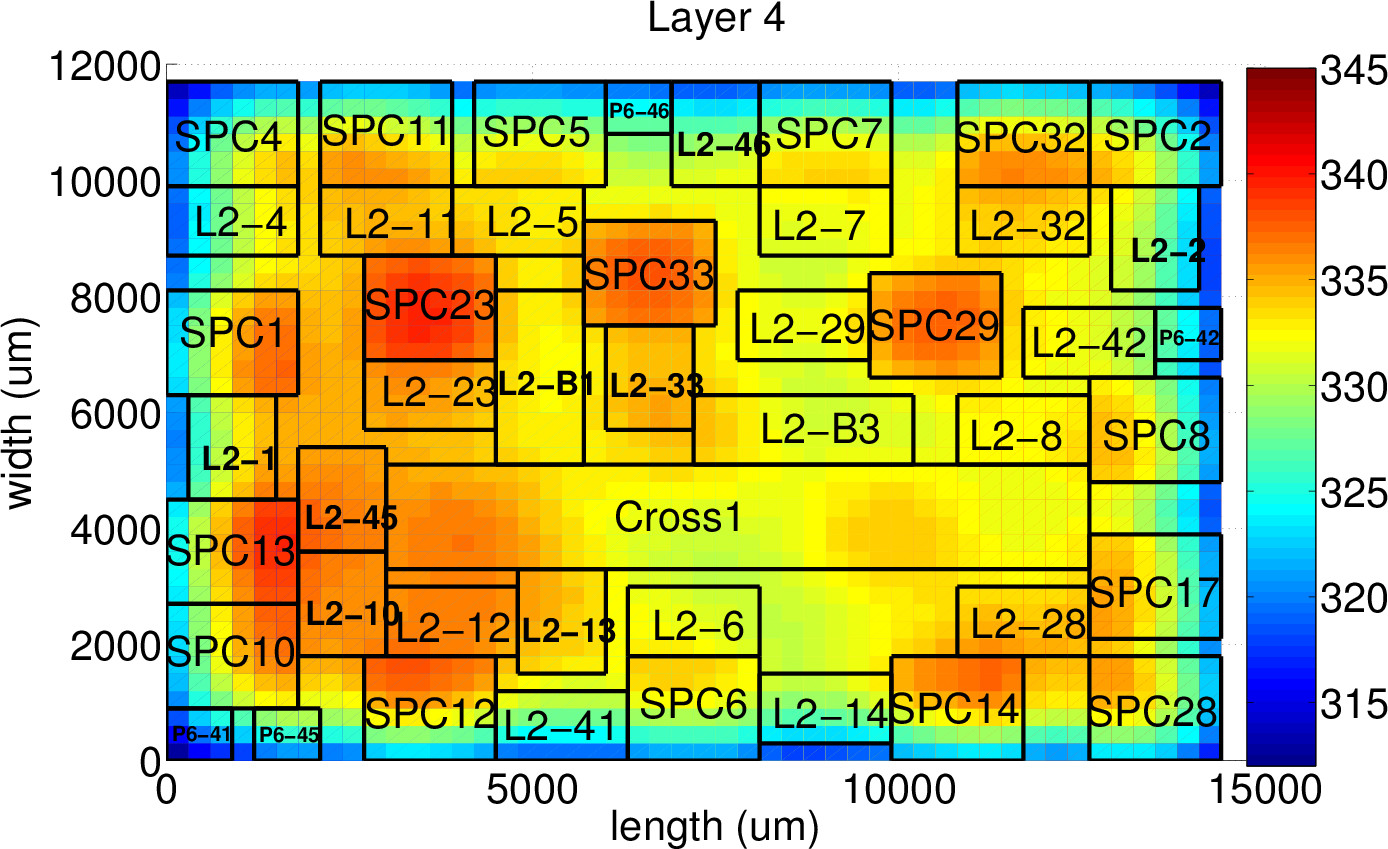 Layer 4
12000
10000
8000
6000
4000
2000
0
width (um)
SPC4 SPC11 SPC5 P6−46 L2−46 SPC7 SPC32 SPC2
L2−4 L2−11 L2−5 L2−7 L2−32 L2−2
SPC1 SPC23 SPC33 L2−29 SPC29 L2−42 P6−42
L2−23 L2−B1 L2−33 L2−B3 L2−8 SPC8
L2−1
L2−45 Cross1
SPC13
L2−10 L2−12 L2−13 L2−6 L2−28 SPC17
SPC10
SPC12 L2−41 SPC6 L2−14 SPC14 SPC28
P6−41 P6−45
0 5000 10000 15000
length (um)
345
340
335
330
325
320
315